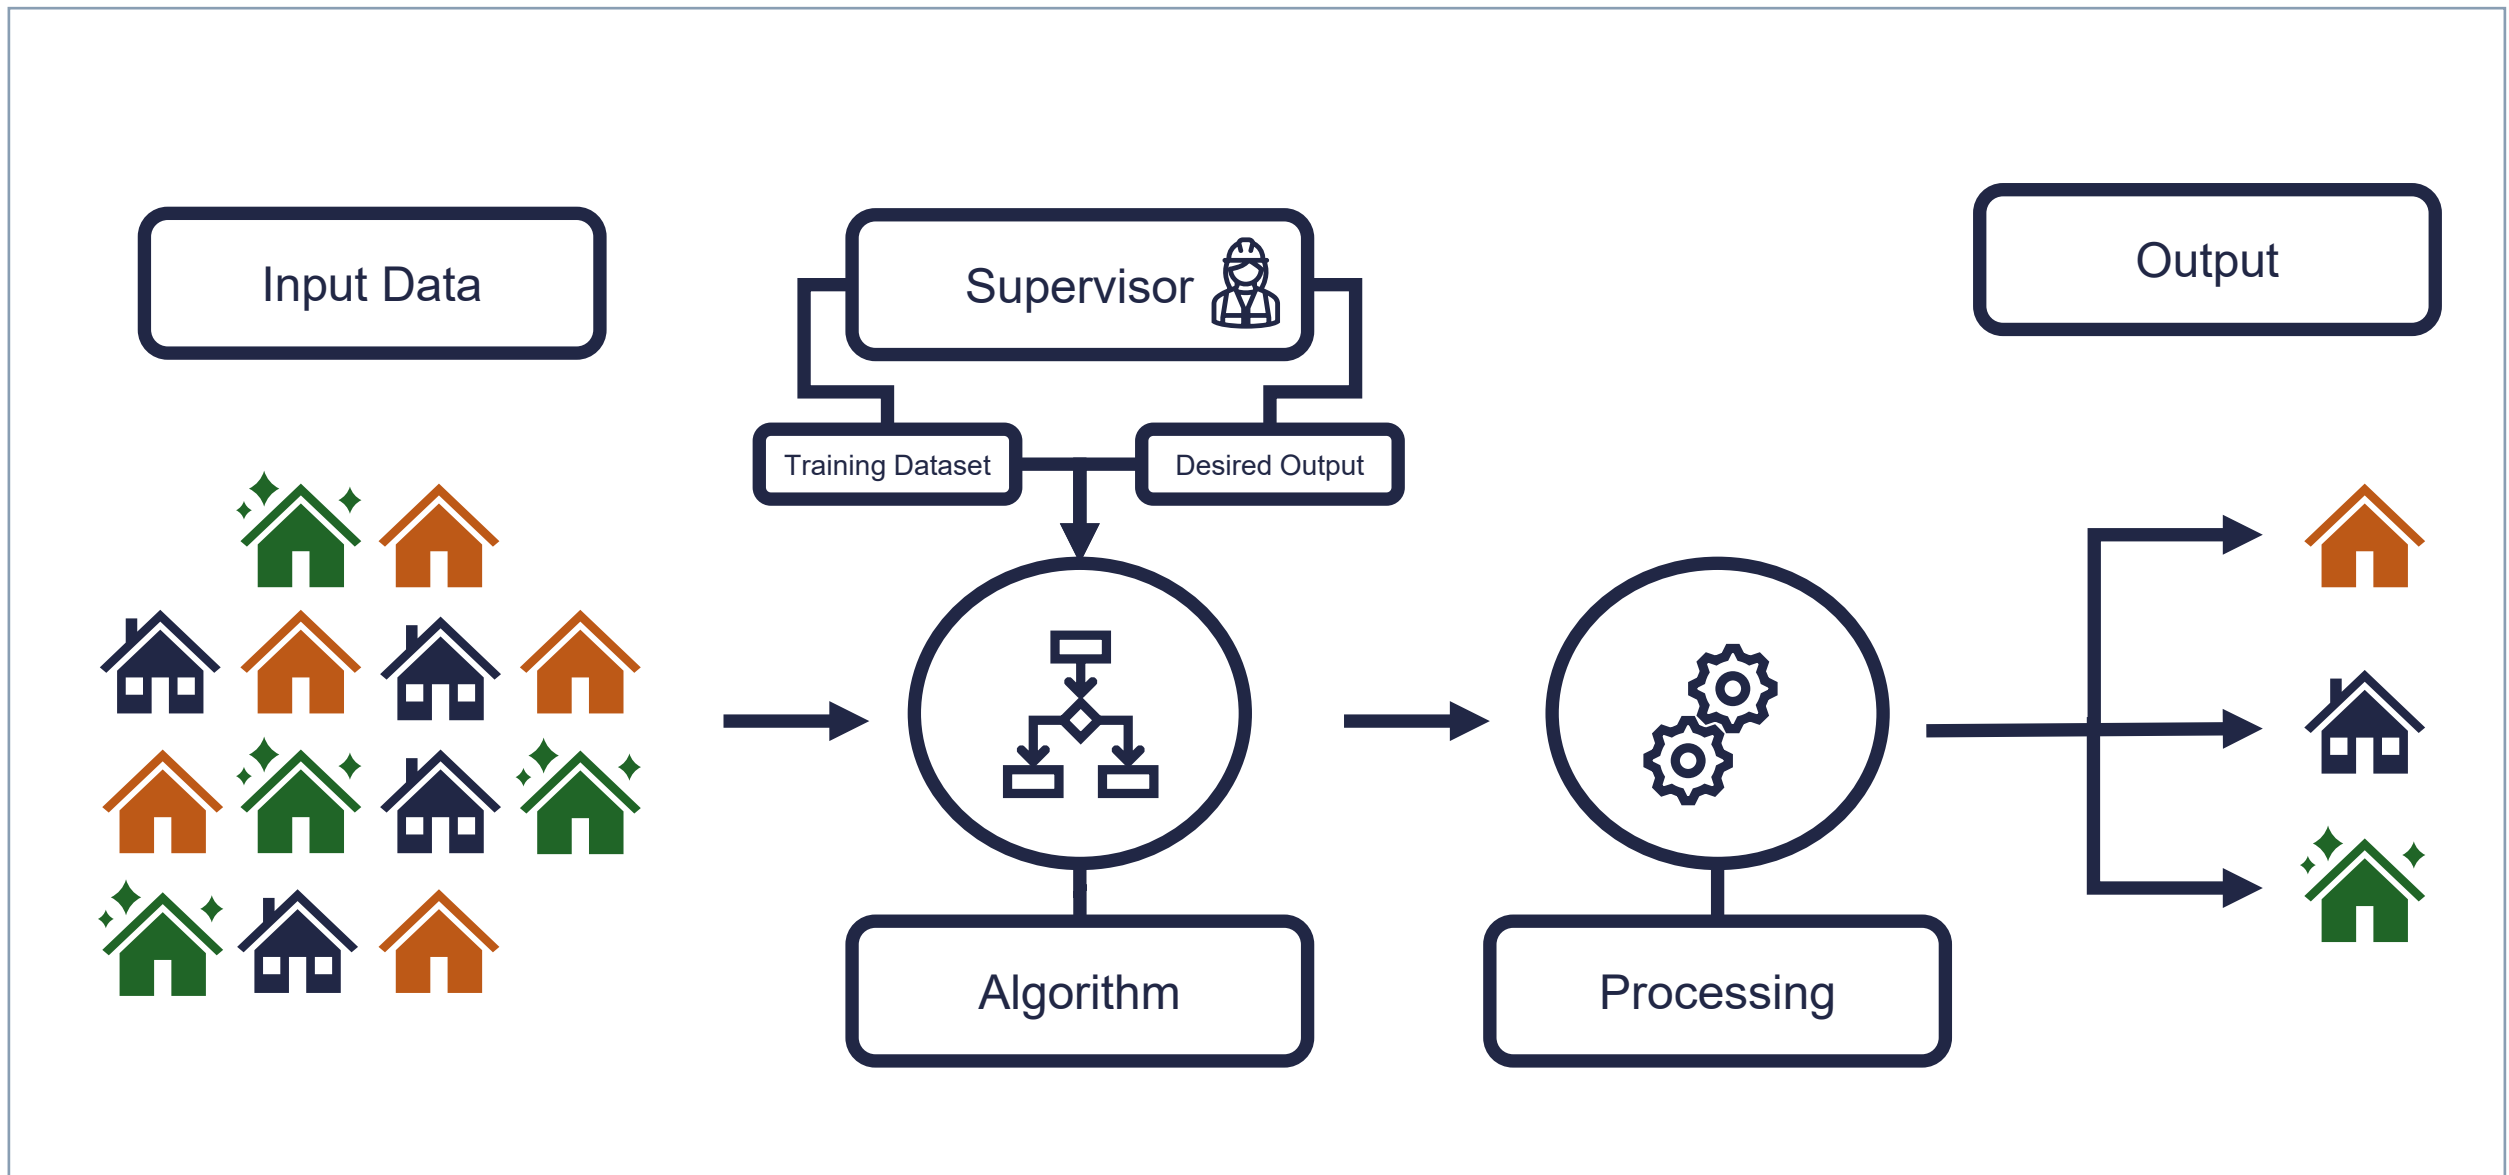 Input Data
Supervisor
Output
Training Dataset
Desired Output
Algorithm
Processing